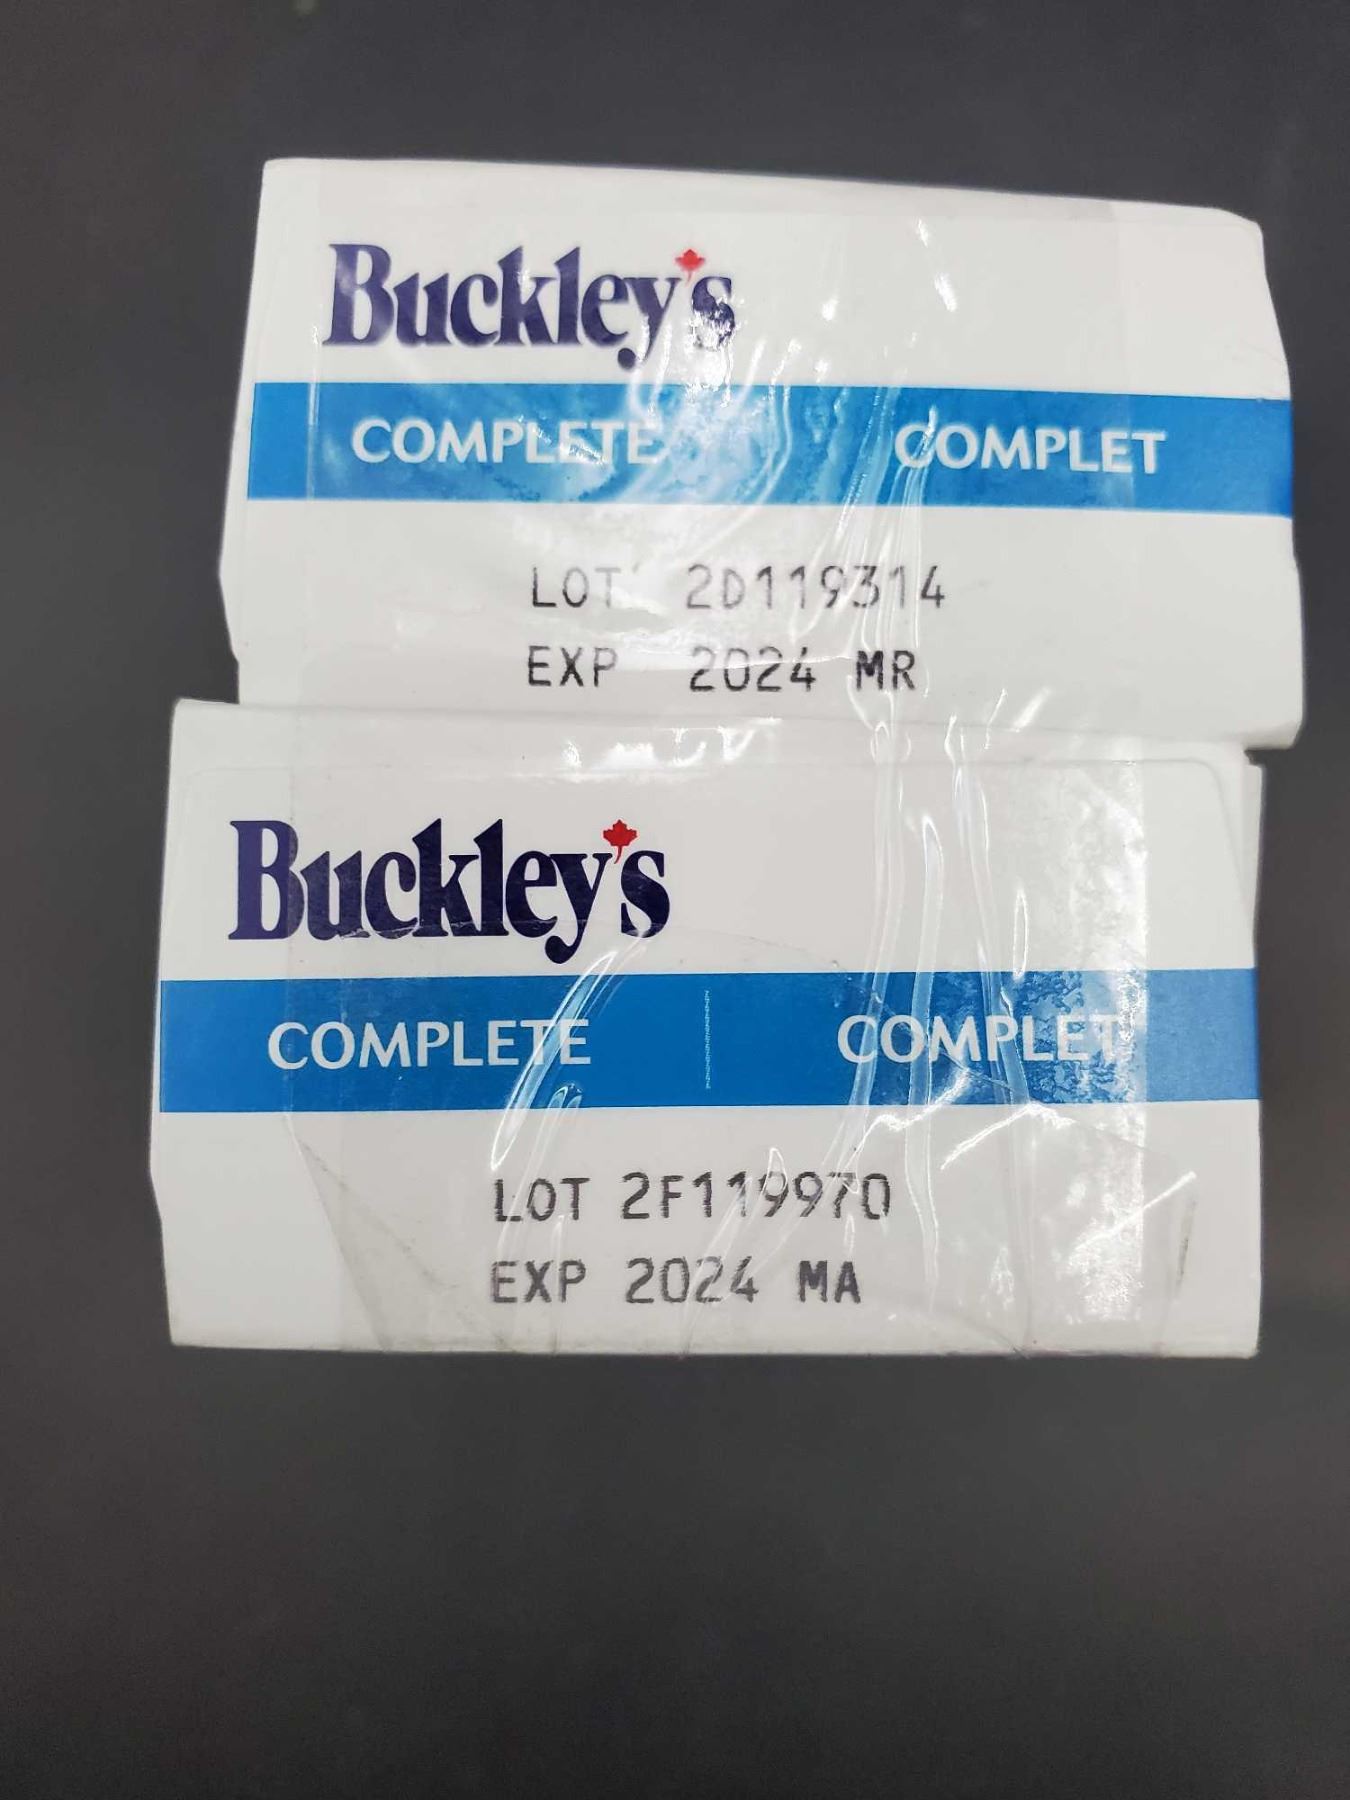 Buckley's
COMPLETE COMPLET
LOT 2D119314
EXP 2024 MR
Buckley's
COMPLETE COMPLET
LOT 2F119970
EXP 2024 MA